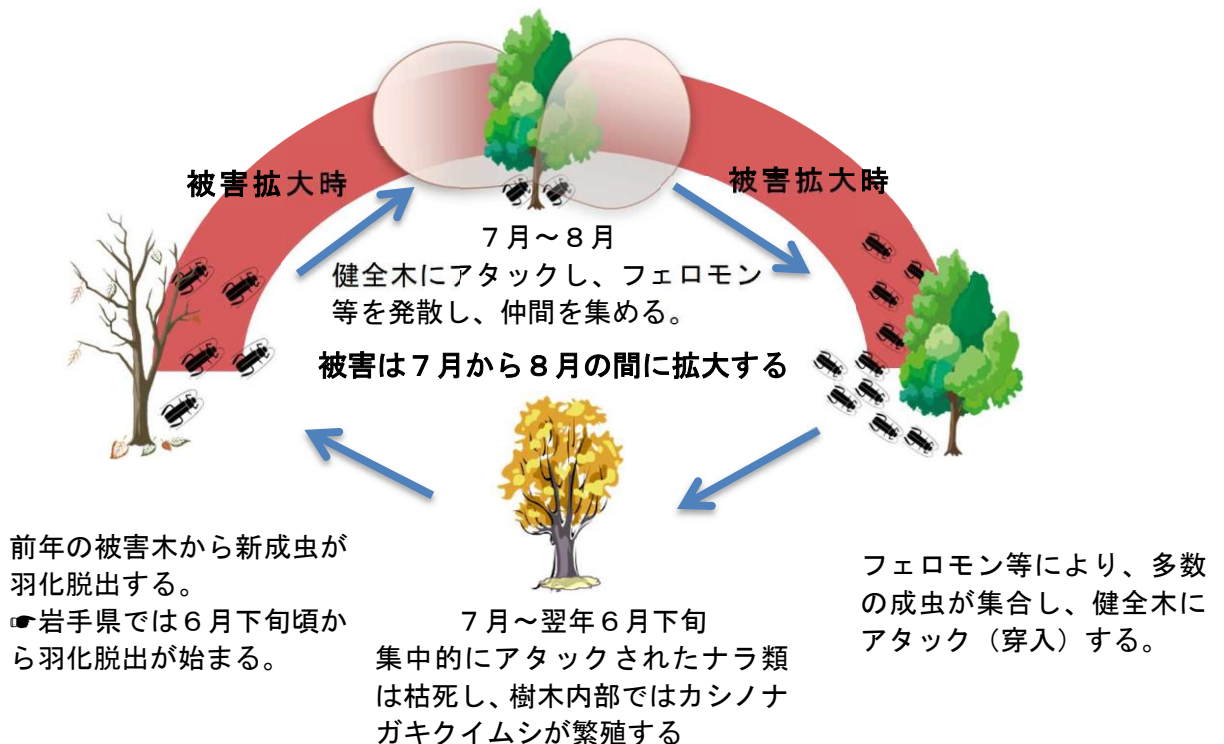 被害拡大時
被害拡大時
７月～８月
健全木にアタックし、フェロモン
等を発散し、仲間を集める。
被害は７月から８月の間に拡大する
前年の被害木から新成虫が
羽化脱出する。
☛岩手県では６月下旬頃か
ら羽化脱出が始まる。
７月～翌年６月下旬
集中的にアタックされたナラ類
は枯死し、樹木内部ではカシノナ
ガキクイムシが繁殖する
フェロモン等により、多数
の成虫が集合し、健全木に
アタック（穿入）する。